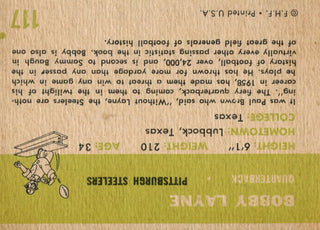 BOBBY LAYNE
QUARTERBACK • PITTSBURGH STEELERS
HEIGHT: 6'1" WEIGHT: 210 AGE: 34
HOMETOWN: Lubbock, Texas
COLLEGE: Texas
It was Paul Brown who said, "Without Layne, the Steelers are noth-
ing". The fiery quarterback, coming to them in the twilight of his
career in 1958, has made them a threat to win any game in which
he plays. He has thrown for more yardage than any passer in the
history of football, over 24,000, and is second to Sammy Baugh in
virtually every other passing statistic in the book. Bobby is also one
of the great field generals of football history.
117
© F.H.F. • Printed U.S.A.